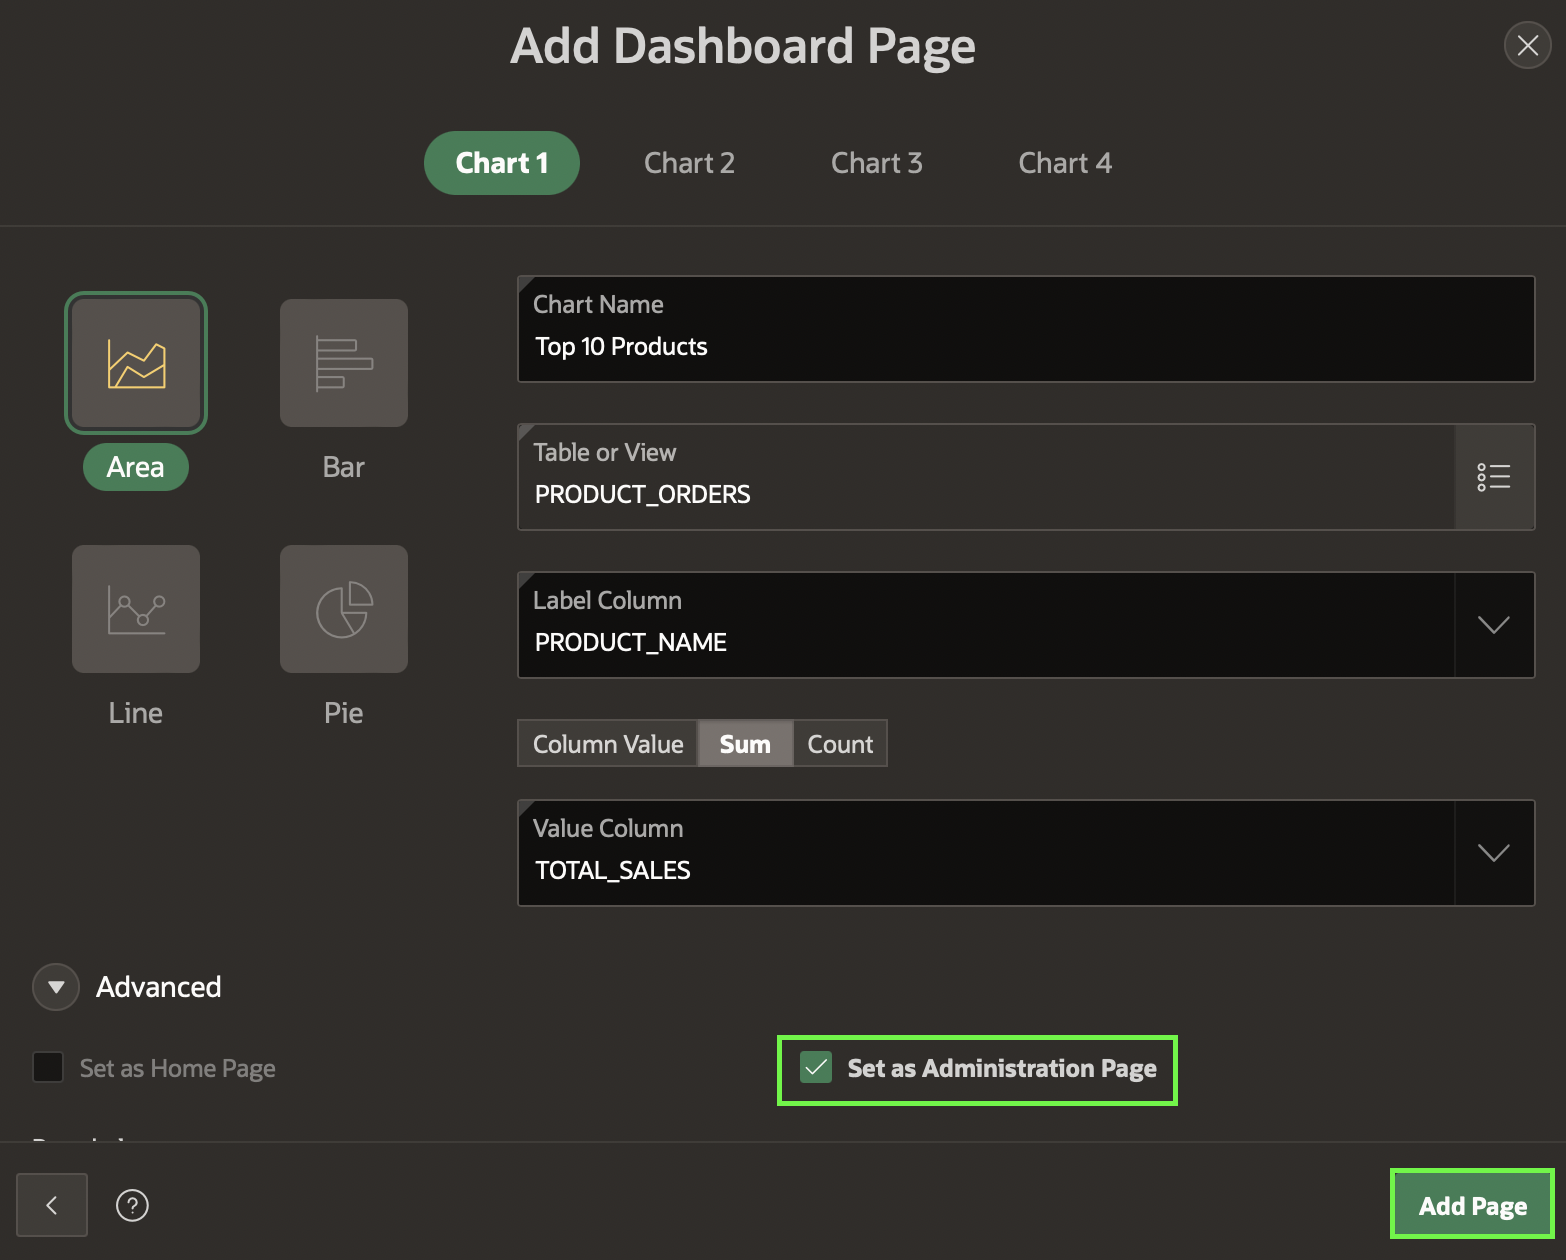 Add Dashboard Page
Chart 1
Chart 2
Chart 3
Chart 4
Area
Bar
Line
Pie
Chart Name
Top 10 Products
Table or View
PRODUCT_ORDERS
Label Column
PRODUCT_NAME
Column Value
Sum
Count
Value Column
TOTAL_SALES
Advanced
Set as Home Page
Set as Administration Page
?
Add Page